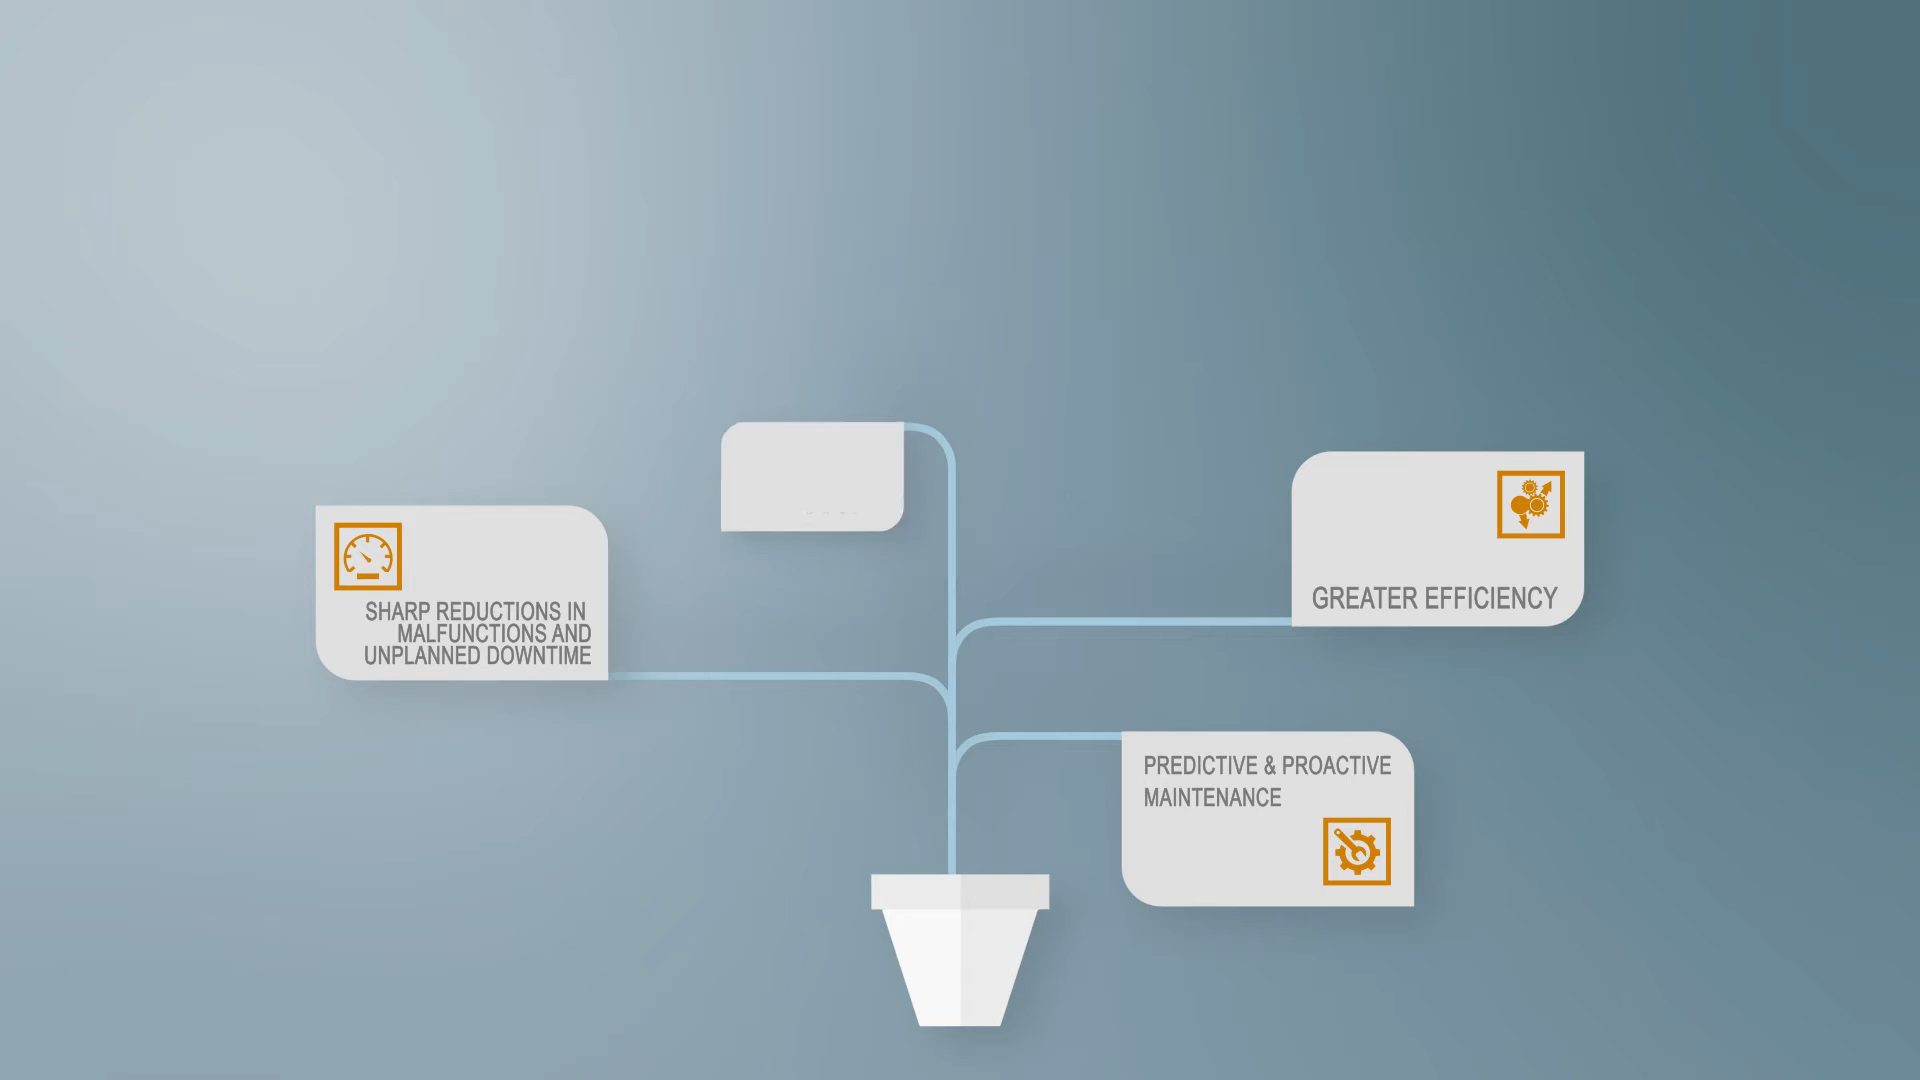 SHARP REDUCTIONS IN
MALFUNCTIONS AND
UNPLANNED DOWNTIME
GREATER EFFICIENCY
PREDICTIVE & PROACTIVE
MAINTENANCE